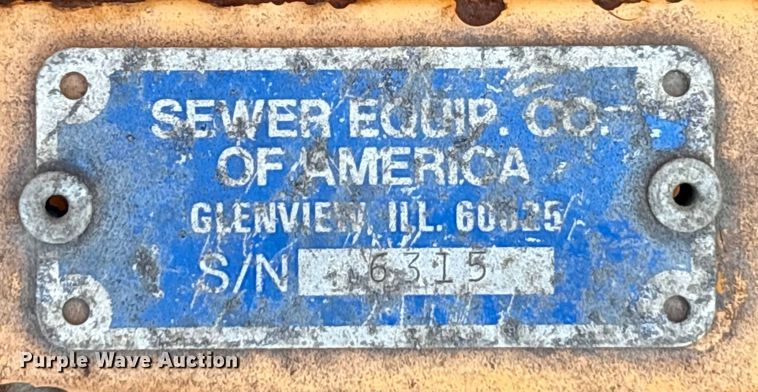 SEWER EQUIP. CO.
OF AMERICA
GLENVIEW, ILL. 60025
S/N 6315
Purple Wave Auction